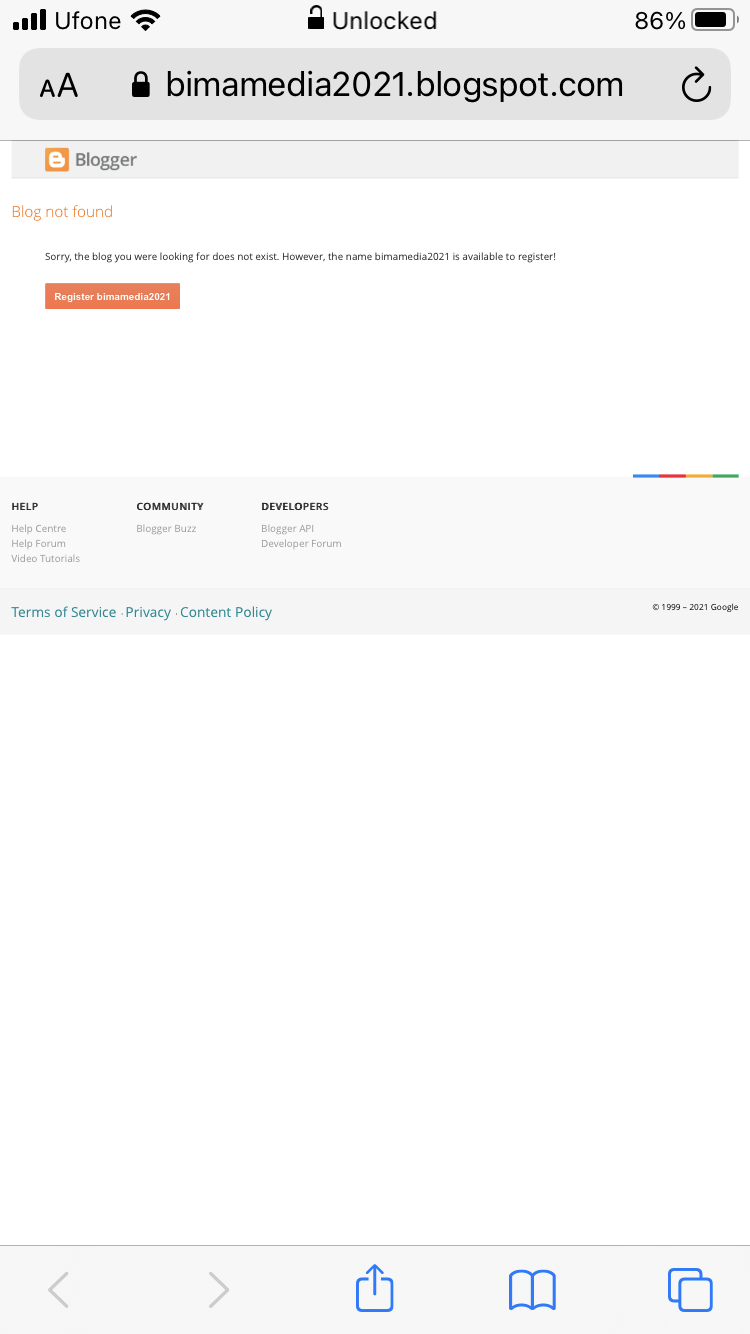 Ufone Unlocked 86%
AA bimamedia2021.blogspot.com
Blogger
Blog not found
Sorry, the blog you were looking for does not exist. However, the name bimamedia2021 is available to register!
Register bimamedia2021
HELP COMMUNITY DEVELOPERS
Help Centre Blogger Buzz Blogger API
Help Forum Developer Forum
Video Tutorials
Terms of Service · Privacy · Content Policy © 1999 – 2021 Google